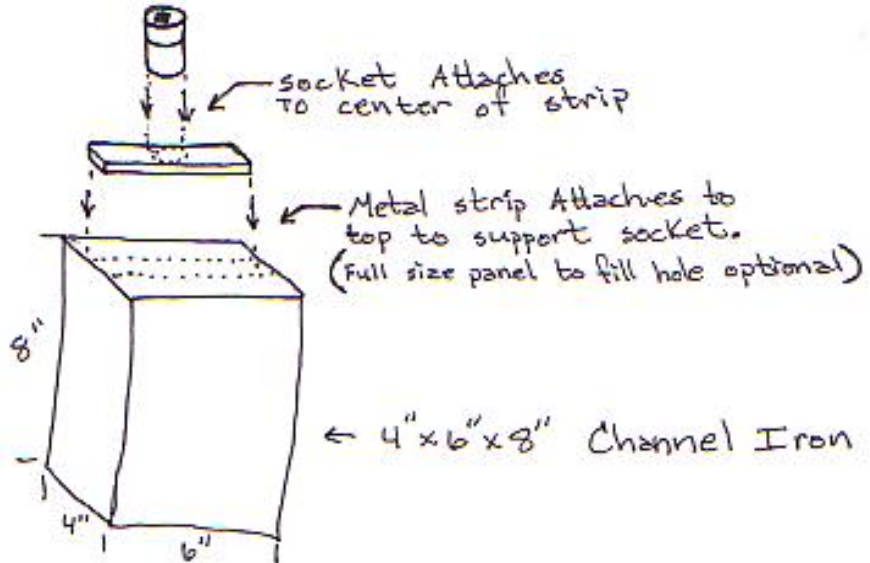 socket Attaches
To center of strip
Metal strip Attaches to
top to support socket.
(Full size panel to fill hole optional)
8"
← 4"x6"x8" Channel Iron
4"
6"